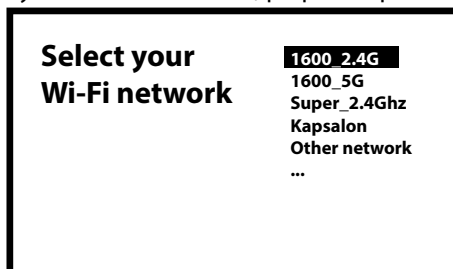 Select your
Wi-Fi network
1600_2.4G
1600_5G
Super_2.4Ghz
Kapsalon
Other network
...